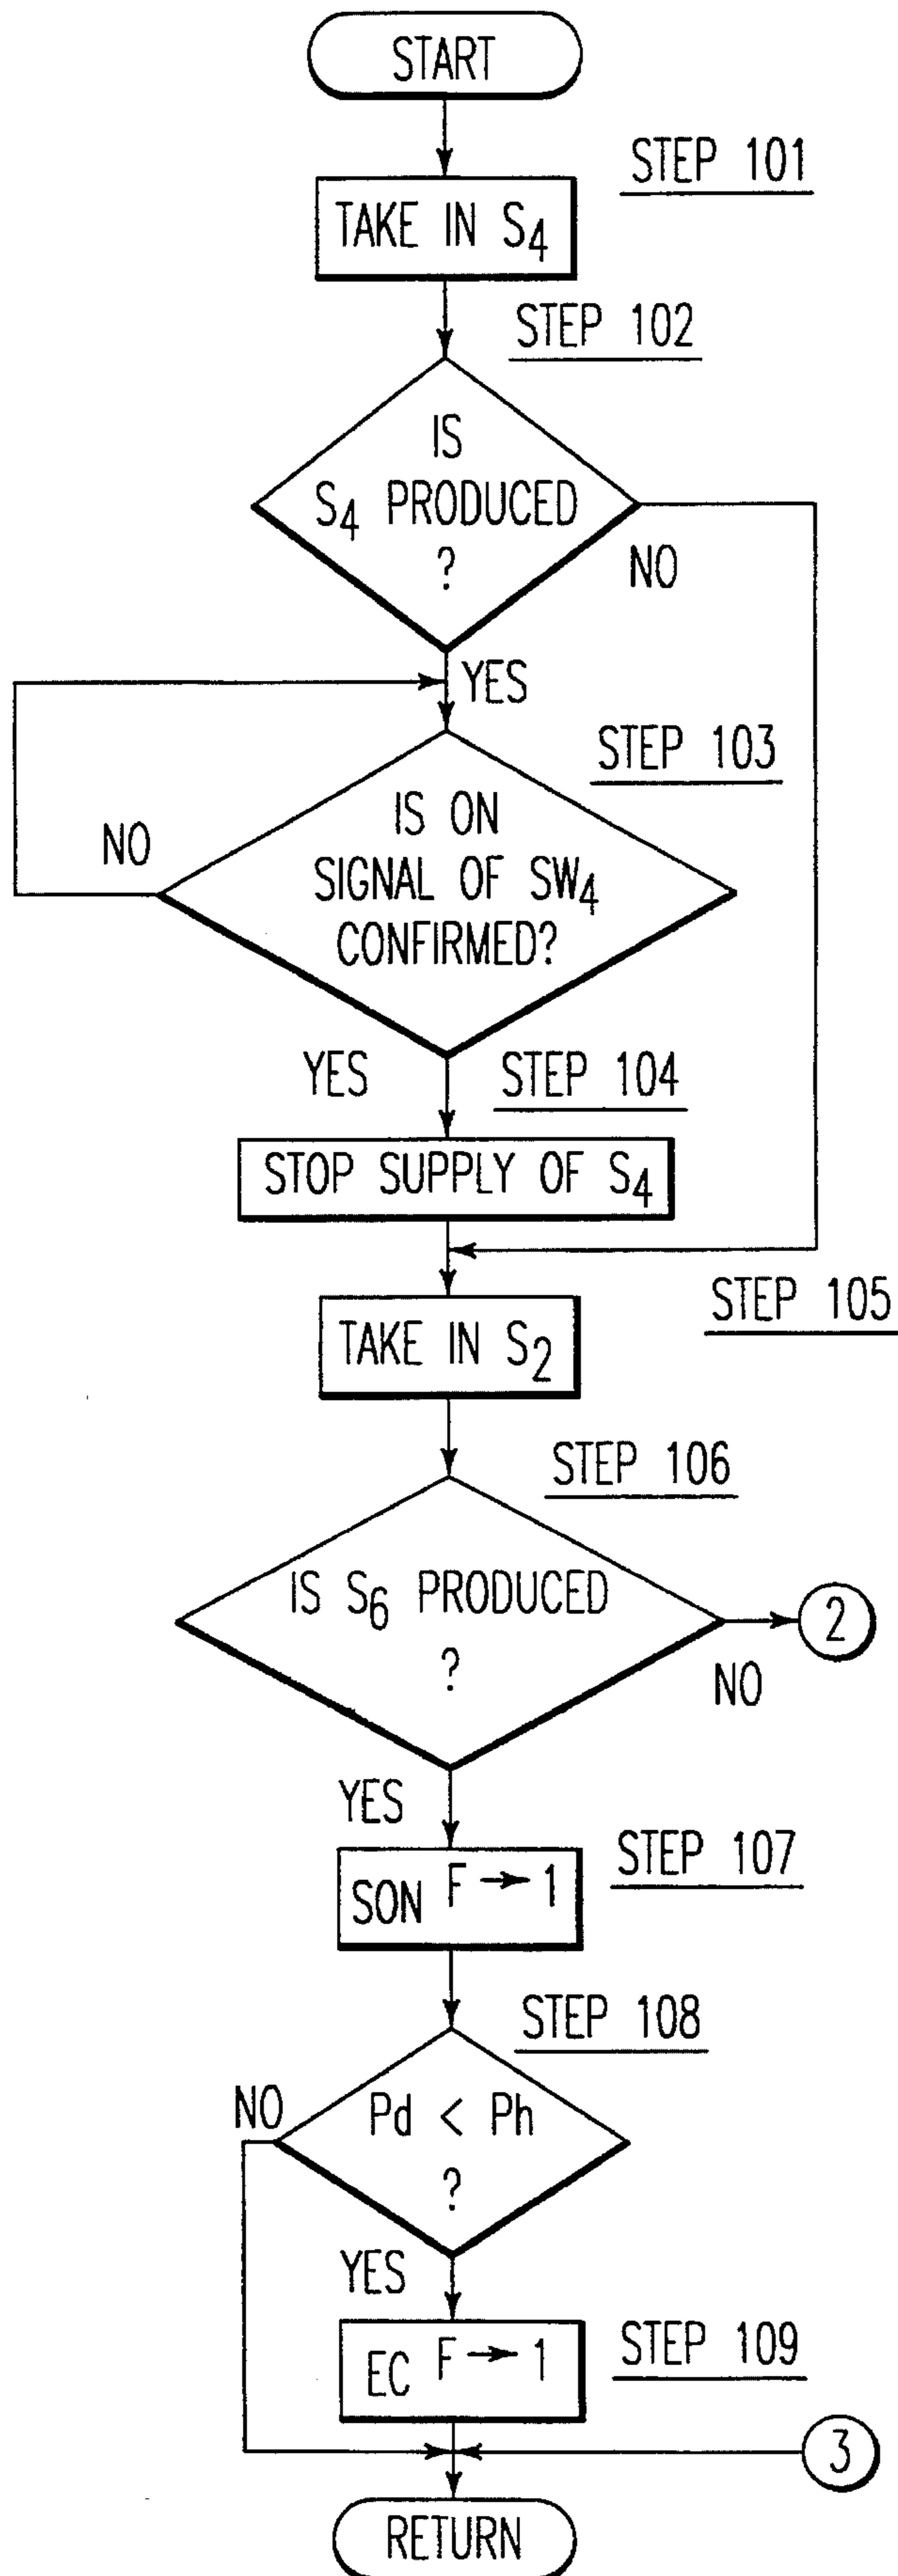 START
STEP 101
TAKE IN S4
STEP 102
IS
S4 PRODUCED
?
NO
YES
STEP 103
IS ON
SIGNAL OF SW4
CONFIRMED?
NO
YES
STEP 104
STOP SUPPLY OF S4
STEP 105
TAKE IN S2
STEP 106
IS S6 PRODUCED
?
2
NO
YES
STEP 107
SON F → 1
STEP 108
NO
Pd < Ph
?
YES
STEP 109
EC F → 1
3
RETURN